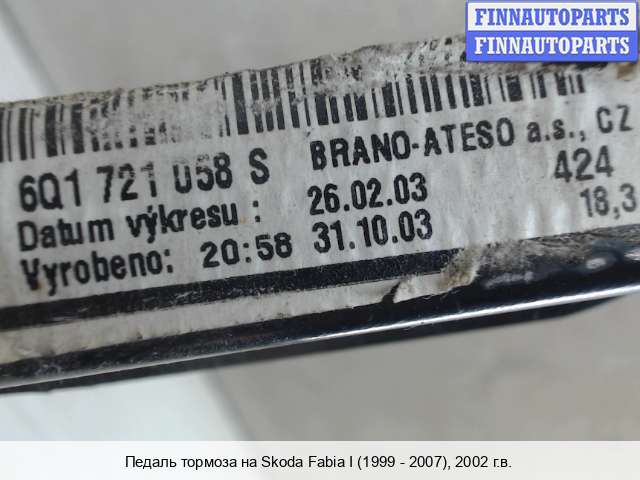 FINNAUTOPARTS
FINNAUTOPARTS
6Q1 721 058 S BRANO-ATESO a.s., CZ
Datum výkresu : 26.02.03 424
Vyrobeno: 20:58 31.10.03 18,3
Педаль тормоза на Skoda Fabia I (1999 - 2007), 2002 г.в.